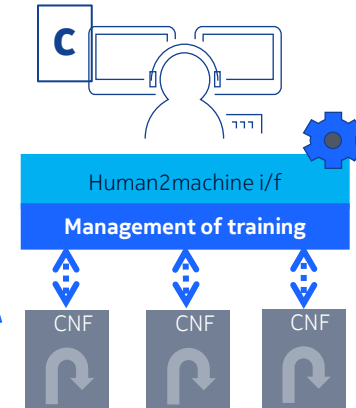 C
Human2machine i/f
Management of training
CNF CNF CNF